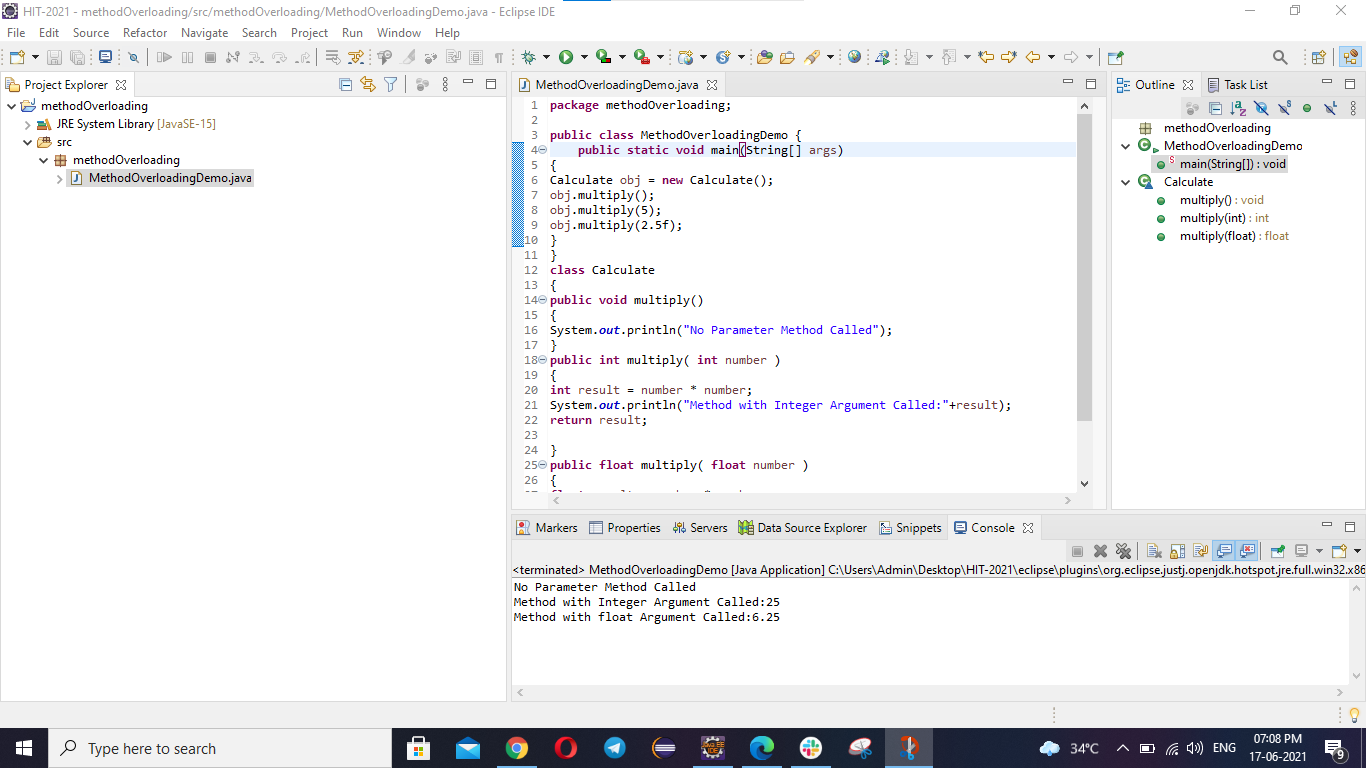 HIT-2021 - methodOverloading/src/methodOverloading/MethodOverloadingDemo.java - Eclipse IDE
File Edit Source Refactor Navigate Search Project Run Window Help
Project Explorer
methodOverloading
JRE System Library [JavaSE-15]
src
methodOverloading
MethodOverloadingDemo.java
MethodOverloadingDemo.java
1 package methodOverloading;
2
3 public class MethodOverloadingDemo {
4 public static void main(String[] args)
5 {
6 Calculate obj = new Calculate();
7 obj.multiply();
8 obj.multiply(5);
9 obj.multiply(2.5f);
10 }
11 }
12 class Calculate
13 {
14 public void multiply()
15 {
16 System.out.println("No Parameter Method Called");
17 }
18 public int multiply( int number )
19 {
20 int result = number * number;
21 System.out.println("Method with Integer Argument Called:"+result);
22 return result;
23
24 }
25 public float multiply( float number )
26 {
Outline Task List
methodOverloading
MethodOverloadingDemo
main(String[]) : void
Calculate
multiply() : void
multiply(int) : int
multiply(float) : float
Markers Properties Servers Data Source Explorer Snippets Console
<terminated> MethodOverloadingDemo [Java Application] C:\Users\Admin\Desktop\HIT-2021\eclipse\plugins\org.eclipse.justj.openjdk.hotspot.jre.full.win32.x86
No Parameter Method Called
Method with Integer Argument Called:25
Method with float Argument Called:6.25
Type here to search
34°C ENG
07:08 PM
17-06-2021
9